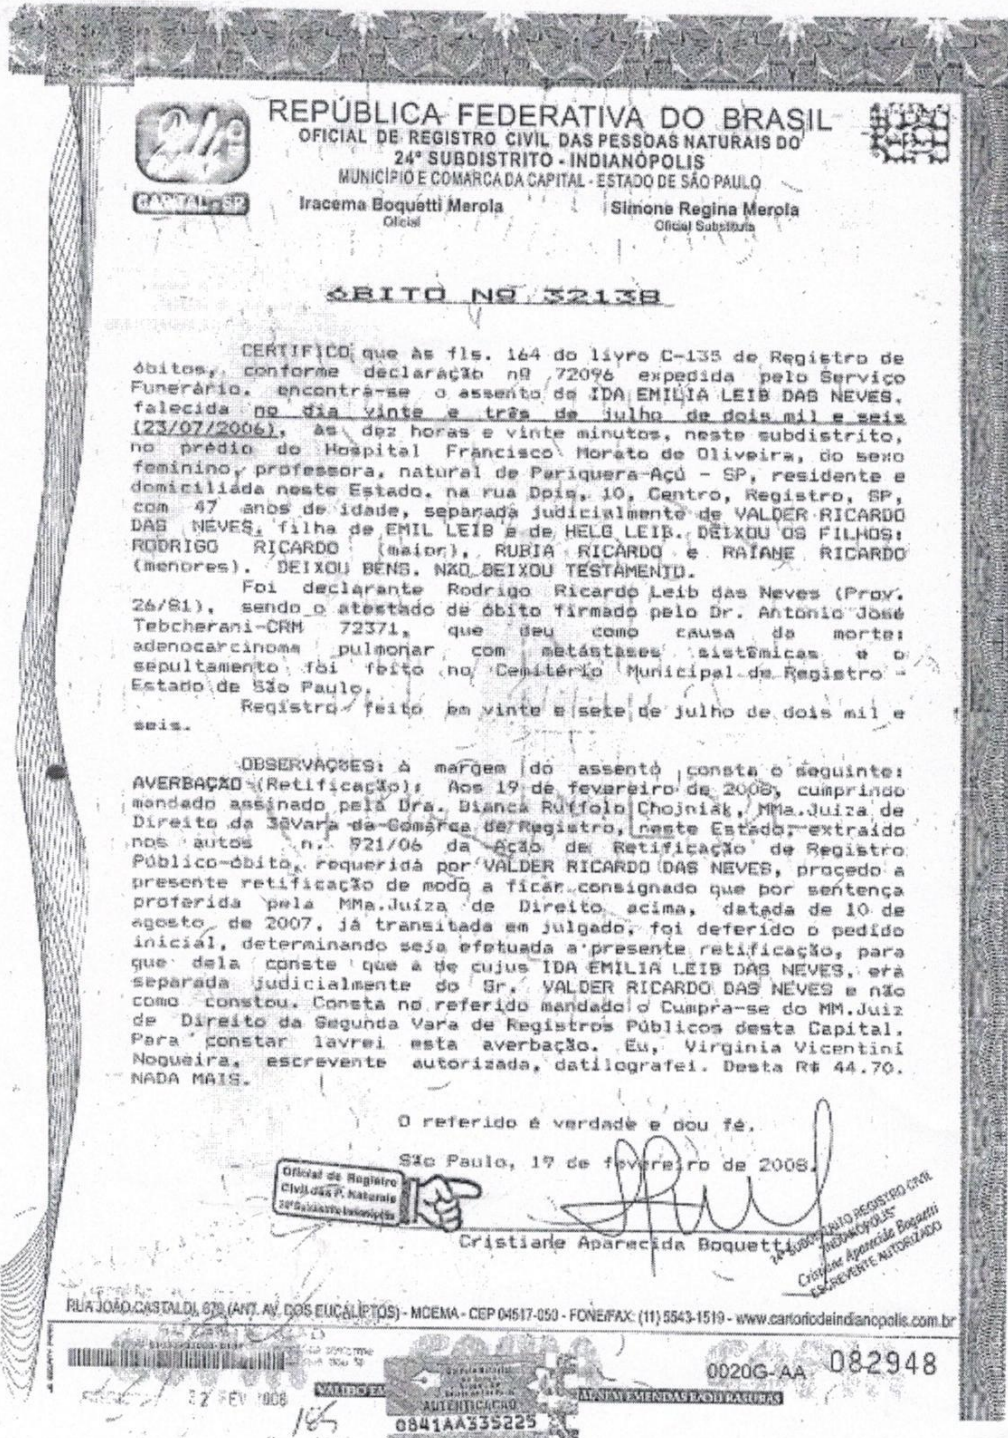 REPÚBLICA FEDERATIVA DO BRASIL
OFICIAL DE REGISTRO CIVIL DAS PESSOAS NATURAIS DO
24º SUBDISTRITO - INDIANÓPOLIS
MUNICÍPIO E COMARCA DA CAPITAL - ESTADO DE SÃO PAULO
CAPITAL-SP
Iracema Boquetti Merola
Oficial
Simone Regina Merola
Oficial Substituta
ÓBITO Nº 32138
CERTIFICO que às fls. 164 do livro C-135 de Registro de
óbitos, conforme declaração nº 72096 expedida pelo Serviço
Funerário. encontra-se o assento de IDA EMILIA LEIB DAS NEVES.
falecida no dia vinte e três de julho de dois mil e seis
(23/07/2006), às dez horas e vinte minutos, neste subdistrito,
no prédio do Hospital Francisco Morato de Oliveira, do sexo
feminino, professora, natural de Pariquera-Açú - SP, residente e
domiciliada neste Estado. na rua Dois, 10, Centro, Registro, SP,
com 47 anos de idade, separada judicialmente de VALDER RICARDO
DAS NEVES. filha de EMIL LEIB e de HELG LEIB. DEIXOU OS FILHOS:
RODRIGO RICARDO (maior), RUBIA RICARDO e RAIANE RICARDO
(menores). DEIXOU BENS. NÃO DEIXOU TESTAMENTO.
Foi declarante Rodrigo Ricardo Leib das Neves (Prov.
26/81), sendo o atestado de óbito firmado pelo Dr. Antonio José
Tebcherani-CRM 72371, que deu como causa da morte:
adenocarcinoma pulmonar com metástases sistêmicas e o
sepultamento foi feito no Cemitério Municipal de Registro -
Estado de São Paulo.
Registro feito em vinte e sete de julho de dois mil e
seis.
OBSERVAÇÕES: À margem do assento consta o seguinte:
AVERBAÇÃO (Retificação): Aos 19 de fevereiro de 2008, cumprindo
mandado assinado pela Dra. Bianca Ruffolo Chojniak, MMa.Juiza de
Direito da 3ªVara da Comarca de Registro, neste Estado, extraido
nos autos n. 921/06 da Ação de Retificação de Registro
Público-óbito, requerida por VALDER RICARDO DAS NEVES, procedo a
presente retificação de modo a ficar consignado que por sentença
proferida pela MMa.Juiza de Direito acima, datada de 10 de
agosto de 2007. já transitada em julgado, foi deferido o pedido
inicial, determinando seja efetuada a presente retificação, para
que dela conste que a de cujus IDA EMILIA LEIB DAS NEVES. era
separada judicialmente do Sr. VALDER RICARDO DAS NEVES e não
como constou. Consta no referido mandado o Cumpra-se do MM.Juiz
de Direito da Segunda Vara de Registros Públicos desta Capital.
Para constar lavrei esta averbação. Eu, Virginia Vicentini
Nogueira, escrevente autorizada, datilografei. Desta R$ 44.70.
NADA MAIS.
O referido é verdade e dou fé.
São Paulo, 19 de fevereiro de 2008.
Oficial de Registro
Civil das P. Naturais
24º Subdistrito Indianópolis
Cristiane Aparecida Boquetti
24º SUBDISTRITO REGISTRO CIVIL
"INDIANÓPOLIS"
Cristiane Aparecida Boquetti
ESCREVENTE AUTORIZADO
RUA JOÃO CASTALDI, 670 (ANT. AV. DOS EUCALIPTOS) - MOEMA - CEP 04517-050 - FONE/FAX: (11) 5543-1519 - www.cartoriodeindianopolis.com.br
0020G-AA 082948
22 FEV 2008
VÁLIDO EM
SEM EMENDAS E/OU RASURAS
AUTENTICAÇÃO
0841AA335225
185